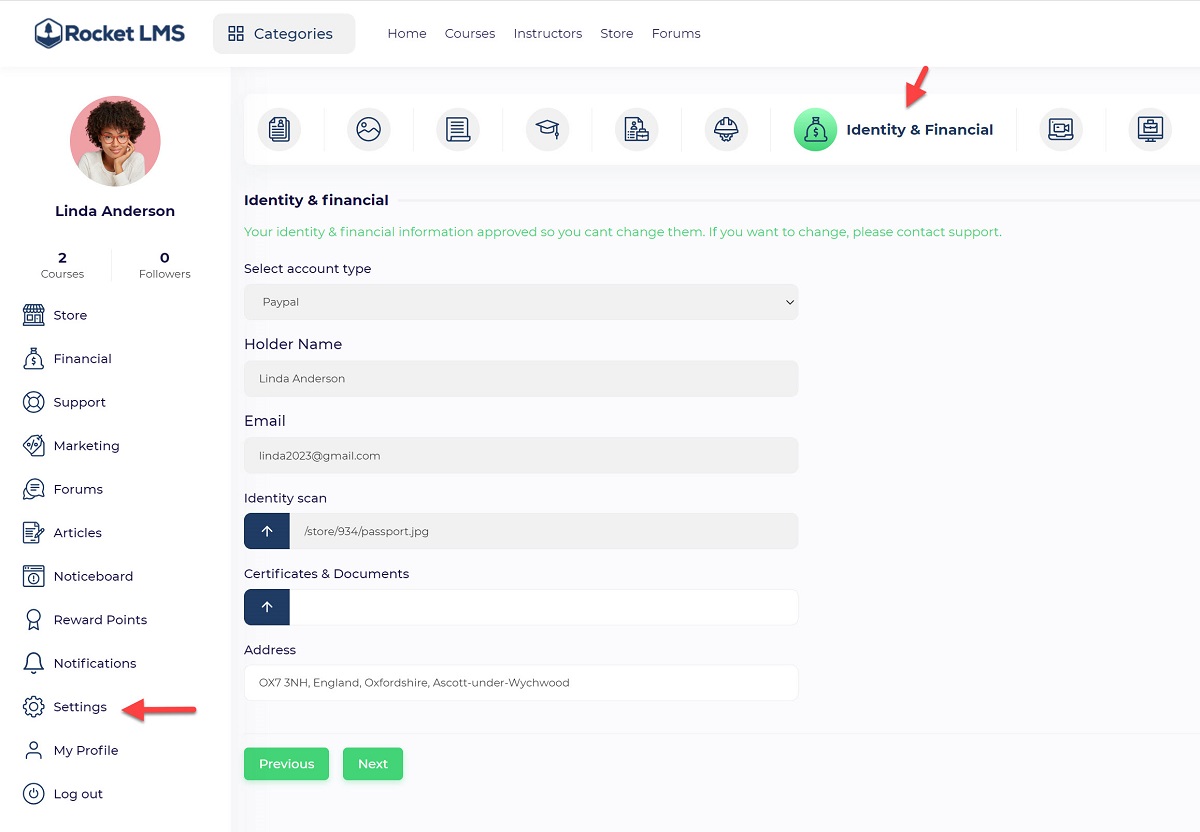 Rocket LMS
Categories
Home
Courses
Instructors
Store
Forums
Linda Anderson
2
Courses
0
Followers
Store
Financial
Support
Marketing
Forums
Articles
Noticeboard
Reward Points
Notifications
Settings
My Profile
Log out
Identity & Financial
Identity & financial
Your identity & financial information approved so you cant change them. If you want to change, please contact support.
Select account type
Paypal
Holder Name
Linda Anderson
Email
linda2023@gmail.com
Identity scan
/store/934/passport.jpg
Certificates & Documents
Address
OX7 3NH, England, Oxfordshire, Ascott-under-Wychwood
Previous
Next